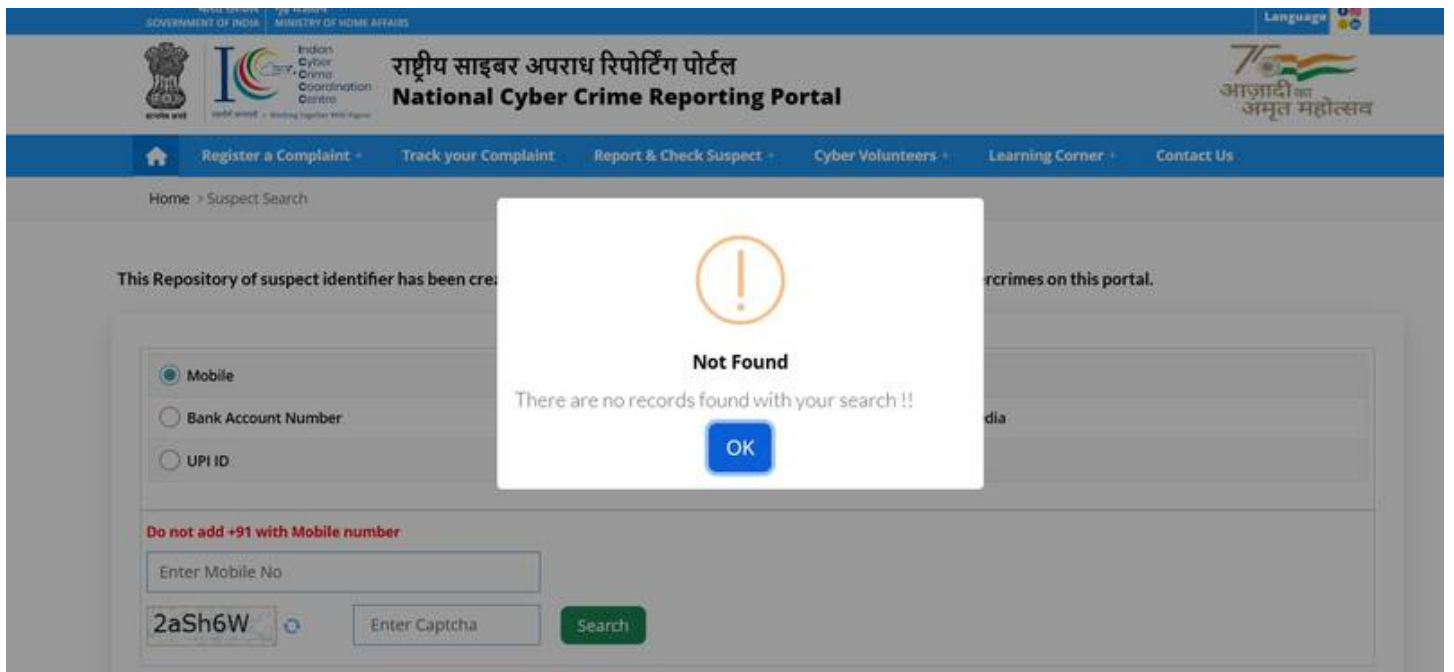 GOVERNMENT OF INDIA MINISTRY OF HOME AFFAIRS
Language
Indian
Cyber
Crime
Coordination
Centre
राष्ट्रीय साइबर अपराध रिपोर्टिंग पोर्टल
National Cyber Crime Reporting Portal
आज़ादी का
अमृत महोत्सव
Register a Complaint + Track your Complaint Report & Check Suspect + Cyber Volunteers + Learning Corner + Contact Us
Home > Suspect Search
This Repository of suspect identifier has been rcrimes on this portal.
Not Found
There are no records found with your search !!
OK
Mobile
Bank Account Number dia
UPI ID
Do not add +91 with Mobile number
Enter Mobile No
2aSh6W Enter Captcha Search